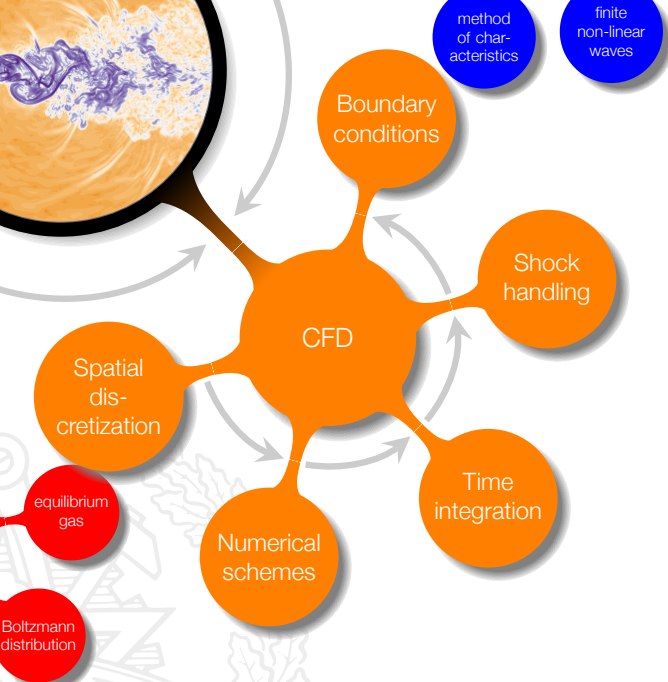 method
of char-
acteristics
finite
non-linear
waves
Boundary
conditions
Shock
handling
CFD
Spatial
dis-
cretization
Time
integration
equilibrium
gas
Numerical
schemes
Boltzmann
distribution